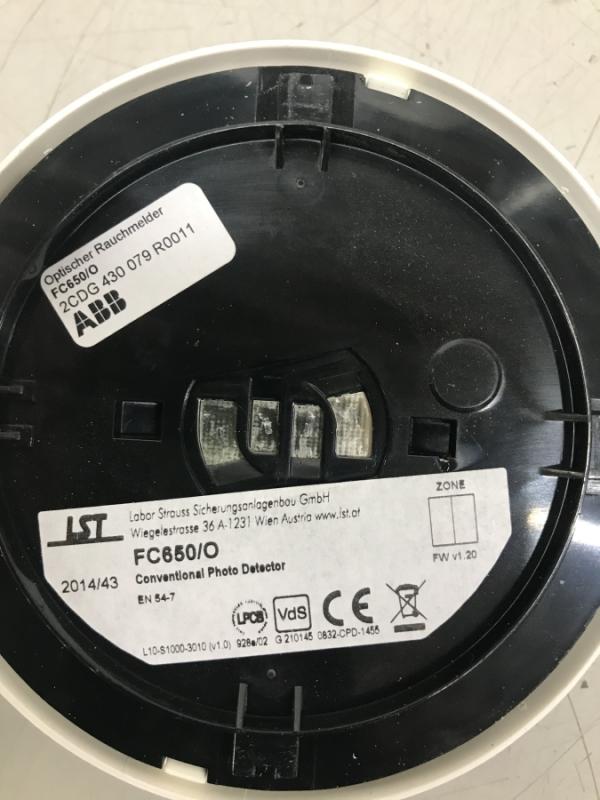 Optischer Rauchmelder
FC650/O
2CDG 430 079 R0011
ABB
LST
Labor Strauss Sicherungsanlagenbau GmbH
Wiegelestrasse 36 A-1231 Wien Austria www.lst.at
ZONE
FW v1.20
FC650/O
2014/43
Conventional Photo Detector
EN 54-7
LPCB
VdS
CE
L10-S1000-3010 (v1.0) 928e/02 G 210145 0832-CPD-1455